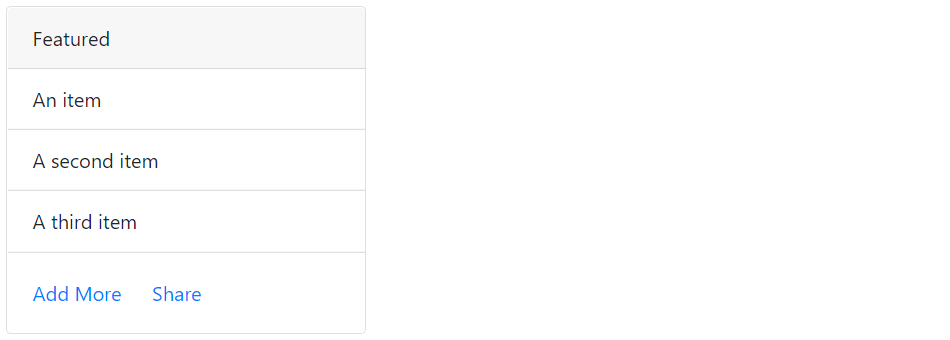 Featured
An item
A second item
A third item
Add More Share